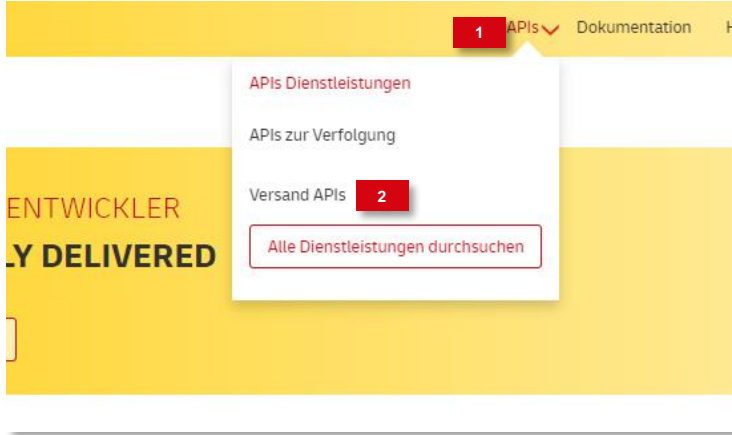 1 APIs Dokumentation H
APIs Dienstleistungen
APIs zur Verfolgung
Versand APIs 2
Alle Dienstleistungen durchsuchen
ENTWICKLER
LY DELIVERED